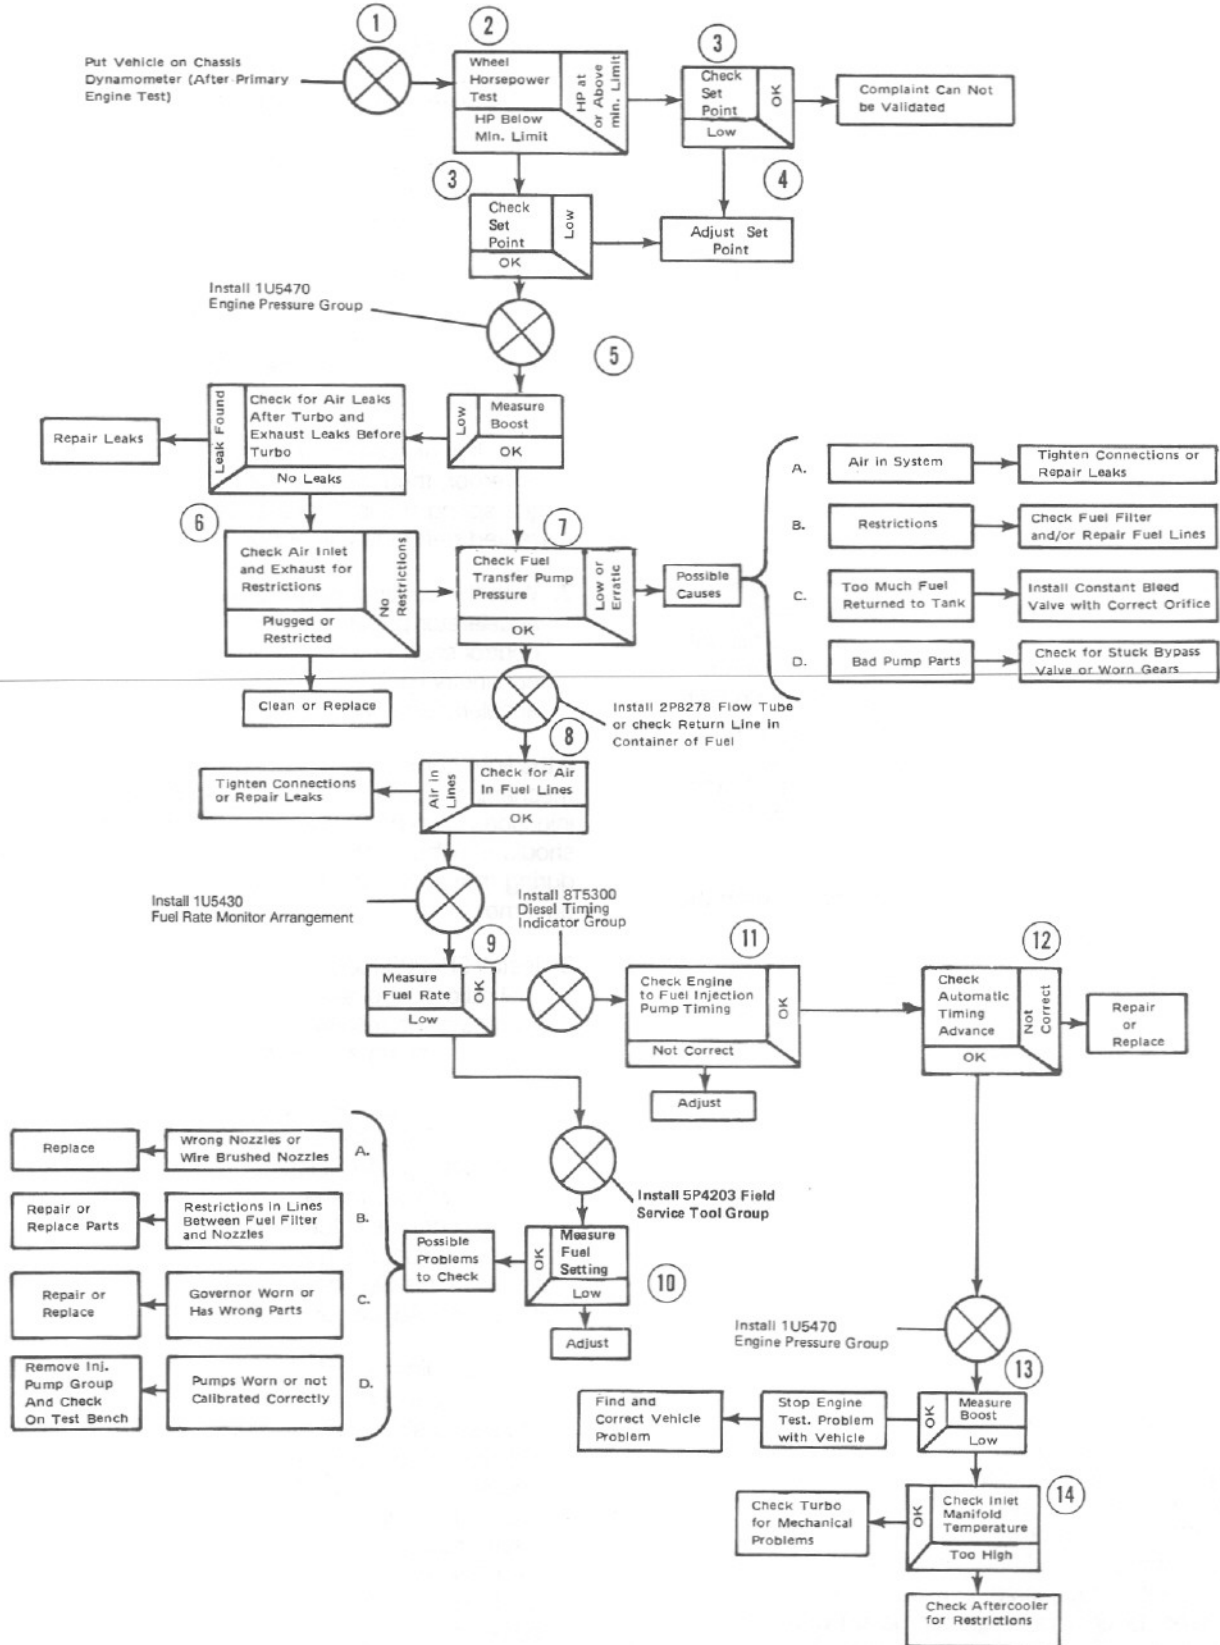 1
2
3
Put Vehicle on Chassis
Dynamometer (After Primary
Engine Test)
Wheel
Horsepower
Test
HP at
or Above
min. Limit
HP Below
Min. Limit
Check
Set
Point
OK
Low
Complaint Can Not
be Validated
3
4
Check
Set
Point
Low
OK
Adjust Set
Point
Install 1U5470
Engine Pressure Group
5
Leak Found
Check for Air Leaks
After Turbo and
Exhaust Leaks Before
Turbo
No Leaks
Repair Leaks
Low
Measure
Boost
OK
6
Check Air Inlet
and Exhaust for
Restrictions
No
Restrictions
Plugged or
Restricted
Clean or Replace
7
Check Fuel
Transfer Pump
Pressure
Low or
Erratic
OK
Possible
Causes
A.
Air in System
Tighten Connections or
Repair Leaks
B.
Restrictions
Check Fuel Filter
and/or Repair Fuel Lines
C.
Too Much Fuel
Returned to Tank
Install Constant Bleed
Valve with Correct Orifice
D.
Bad Pump Parts
Check for Stuck Bypass
Valve or Worn Gears
Install 2P8278 Flow Tube
or check Return Line in
Container of Fuel
8
Tighten Connections
or Repair Leaks
Air in
Lines
Check for Air
In Fuel Lines
OK
Install 1U5430
Fuel Rate Monitor Arrangement
Install 8T5300
Diesel Timing
Indicator Group
9
Measure
Fuel Rate
OK
Low
11
Check Engine
to Fuel Injection
Pump Timing
OK
Not Correct
Adjust
12
Check
Automatic
Timing
Advance
Not
Correct
OK
Repair
or
Replace
Install 5P4203 Field
Service Tool Group
10
OK
Measure
Fuel
Setting
Low
Adjust
Possible
Problems
to Check
A.
Wrong Nozzles or
Wire Brushed Nozzles
Replace
B.
Restrictions in Lines
Between Fuel Filter
and Nozzles
Repair or
Replace Parts
C.
Governor Worn or
Has Wrong Parts
Repair or
Replace
D.
Pumps Worn or not
Calibrated Correctly
Remove Inj.
Pump Group
And Check
On Test Bench
Install 1U5470
Engine Pressure Group
13
OK
Measure
Boost
Low
Stop Engine
Test. Problem
with Vehicle
Find and
Correct Vehicle
Problem
14
OK
Check Inlet
Manifold
Temperature
Too High
Check Turbo
for Mechanical
Problems
Check Aftercooler
for Restrictions